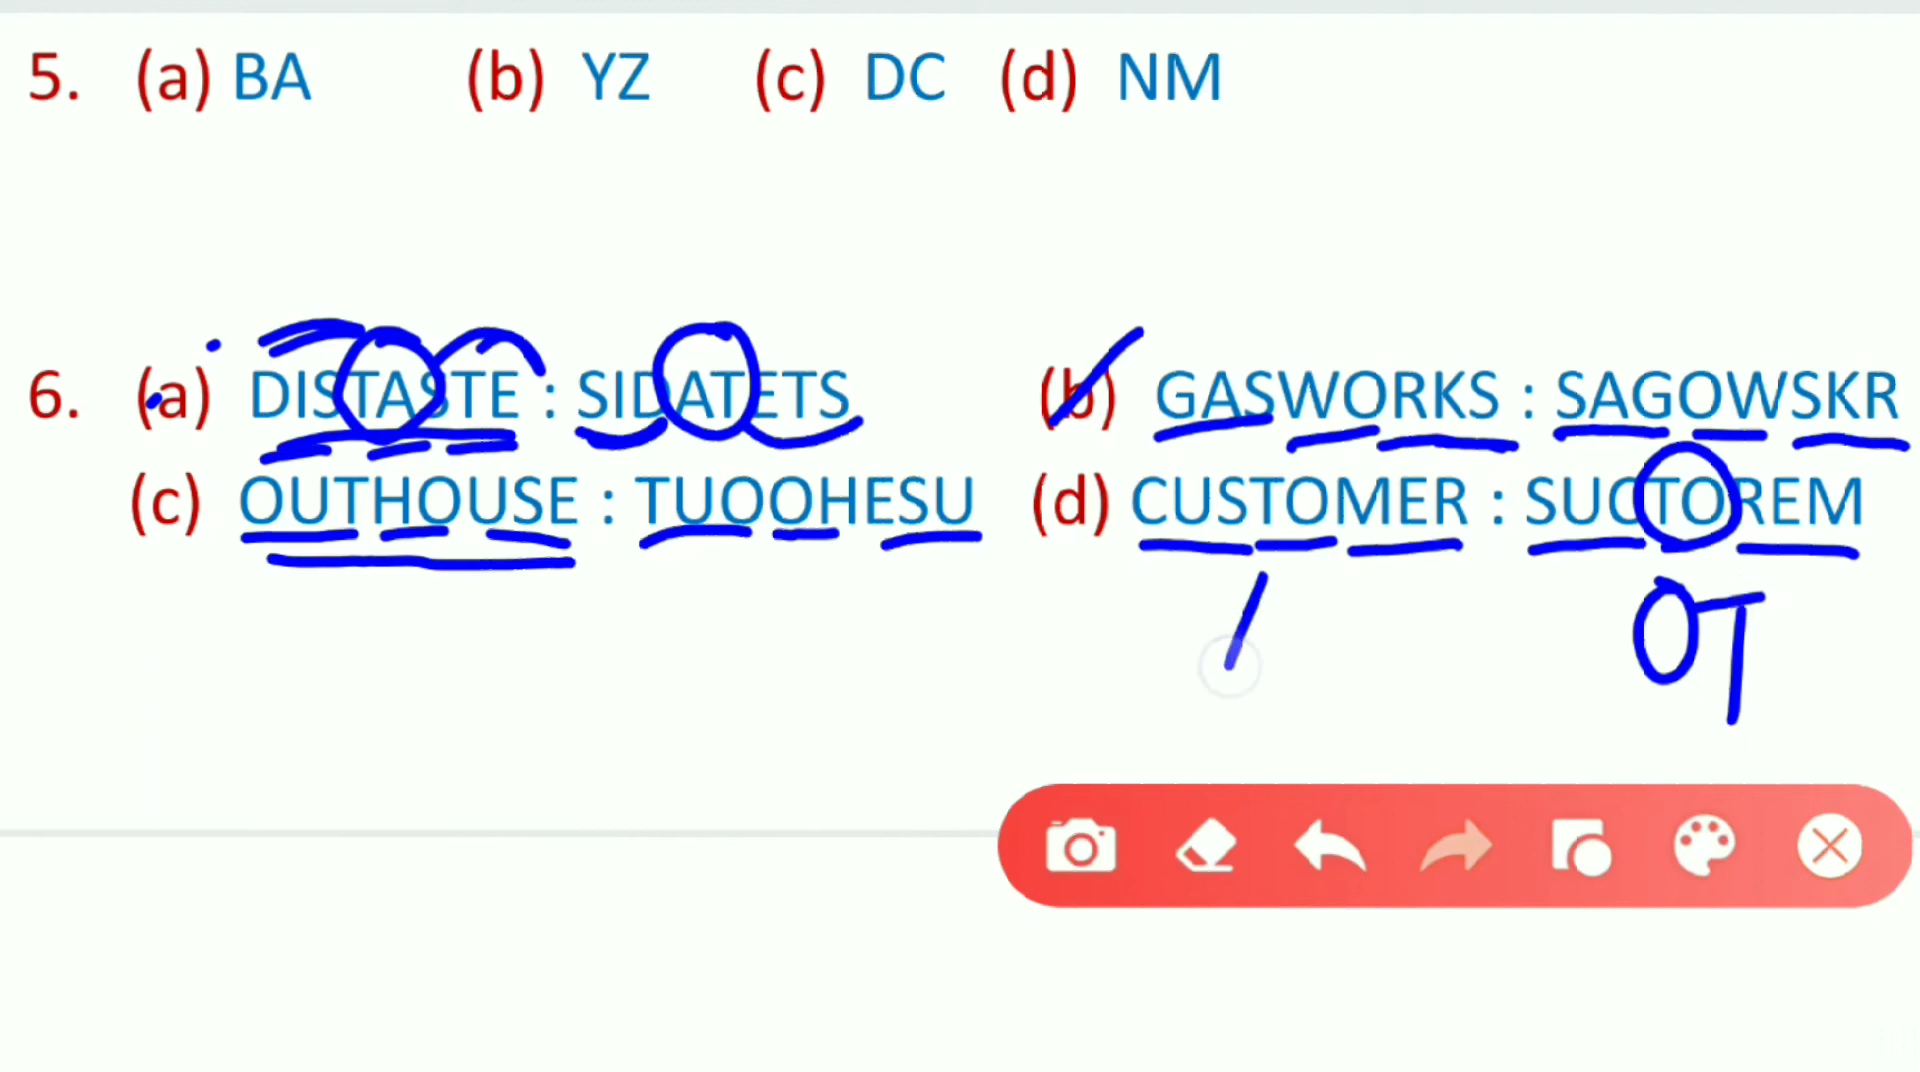 5. (a) BA (b) YZ (c) DC (d) NM
6. (a) DISTASTE : SIDATETS (b) GASWORKS : SAGOWSKR
(c) OUTHOUSE : TUOOHESU (d) CUSTOMER : SUCTOREM
OT